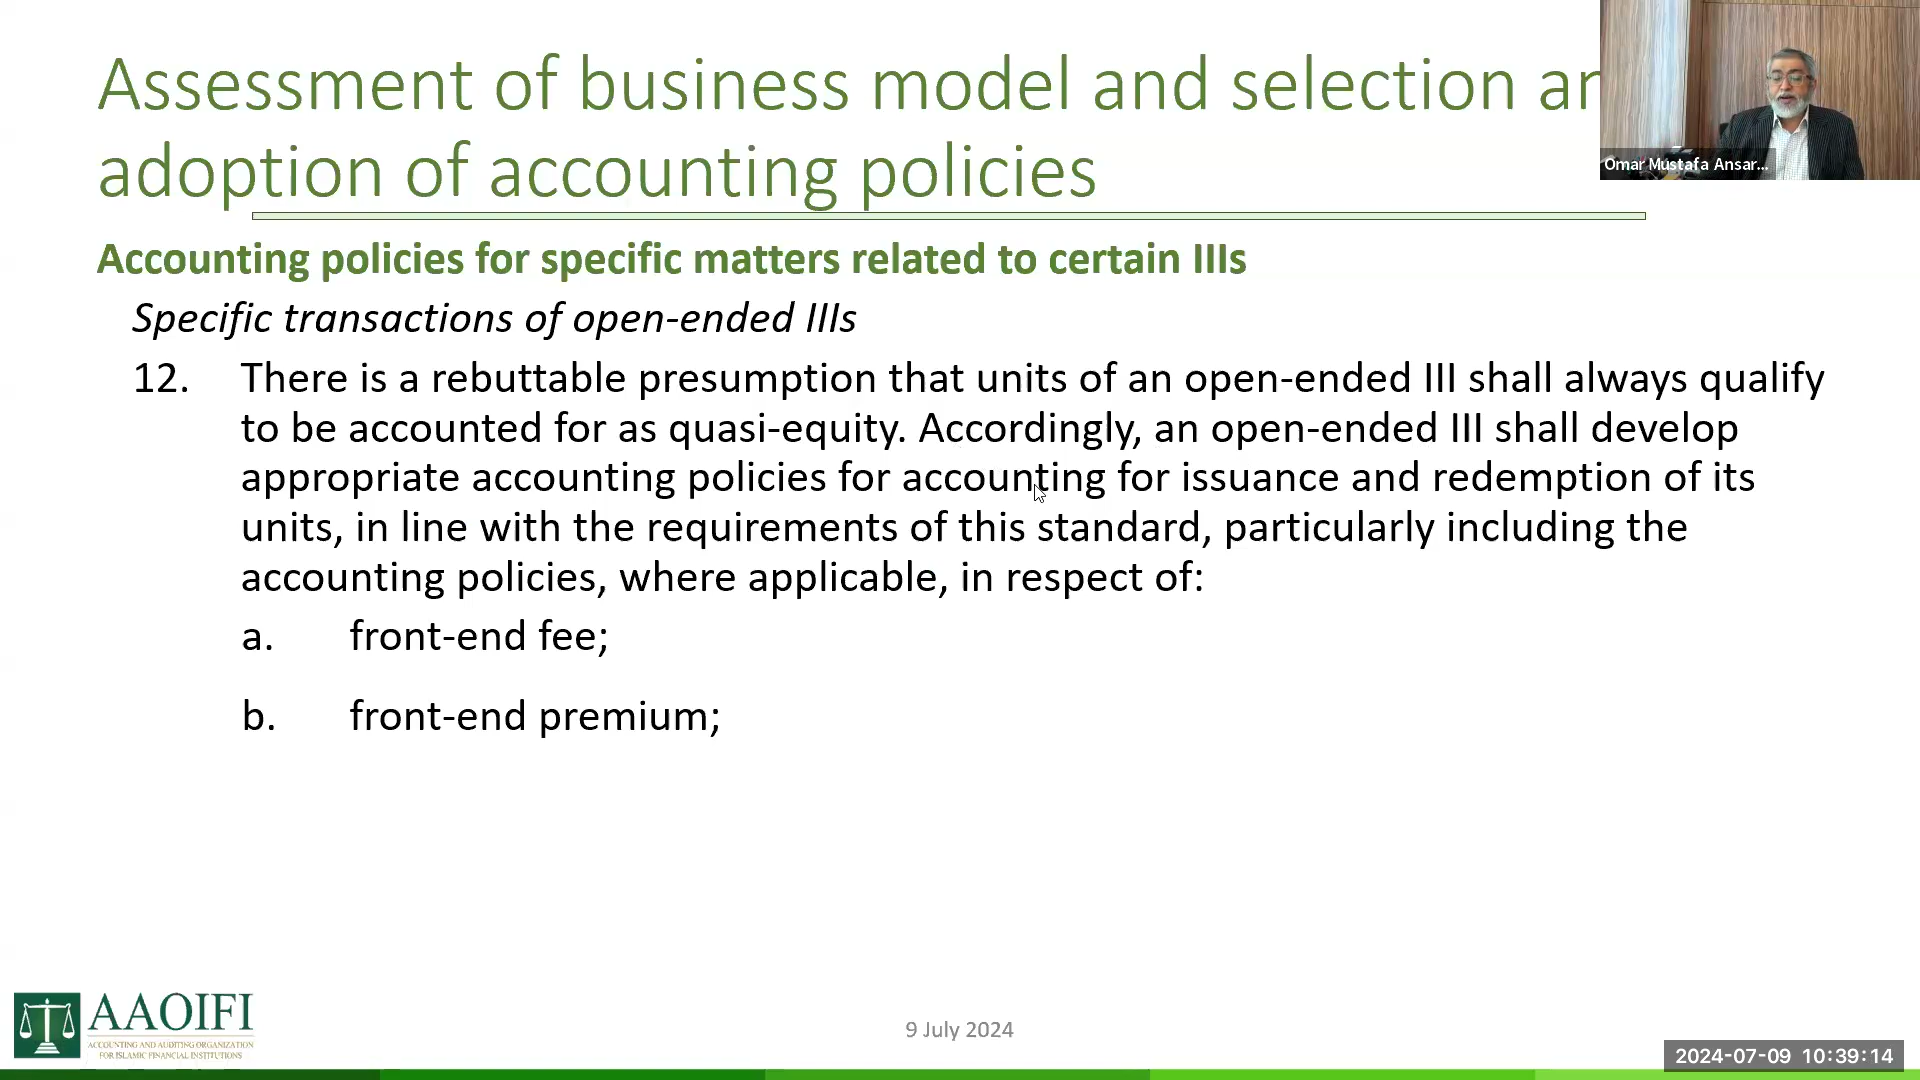 Assessment of business model and selection an
adoption of accounting policies
Omar Mustafa Ansar...
Accounting policies for specific matters related to certain IIIs
Specific transactions of open-ended IIIs
12. There is a rebuttable presumption that units of an open-ended III shall always qualify
to be accounted for as quasi-equity. Accordingly, an open-ended III shall develop
appropriate accounting policies for accounting for issuance and redemption of its
units, in line with the requirements of this standard, particularly including the
accounting policies, where applicable, in respect of:
a. front-end fee;
b. front-end premium;
AAOIFI
ACCOUNTING AND AUDITING ORGANIZATION
FOR ISLAMIC FINANCIAL INSTITUTIONS
9 July 2024
2024-07-09 10:39:14